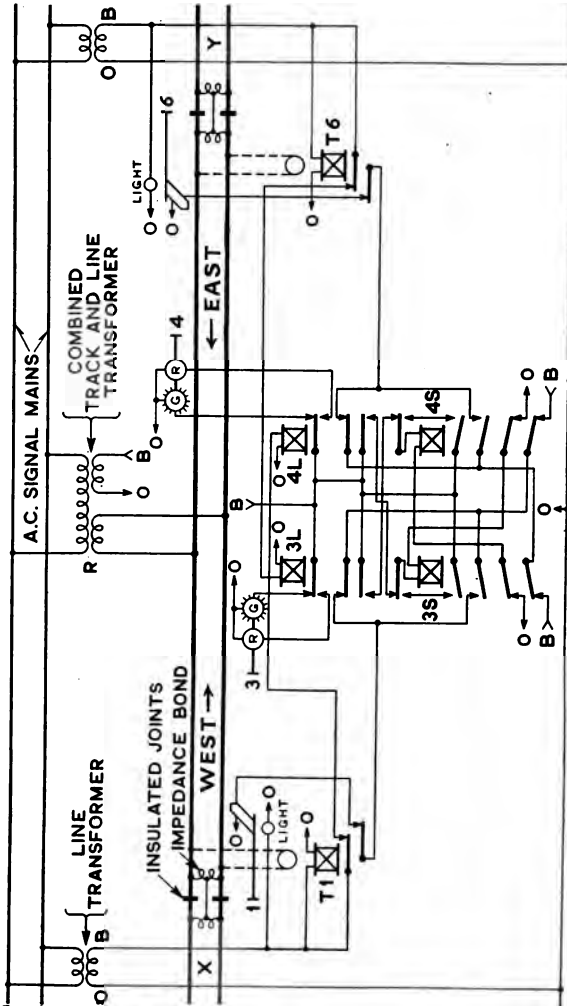 A.C. SIGNAL MAINS
LINE
TRANSFORMER
COMBINED
TRACK AND LINE
TRANSFORMER
O
B
R
O
B
O
B
INSULATED JOINTS
IMPEDANCE BOND
O
LIGHT
O
6
X
WEST →
← EAST
Y
O
G
R
4
1
O
O
LIGHT
T1
O
3
R
G
O
3L
O
B
4L
O
O
T6
3S
4S
O
B
O
O
B